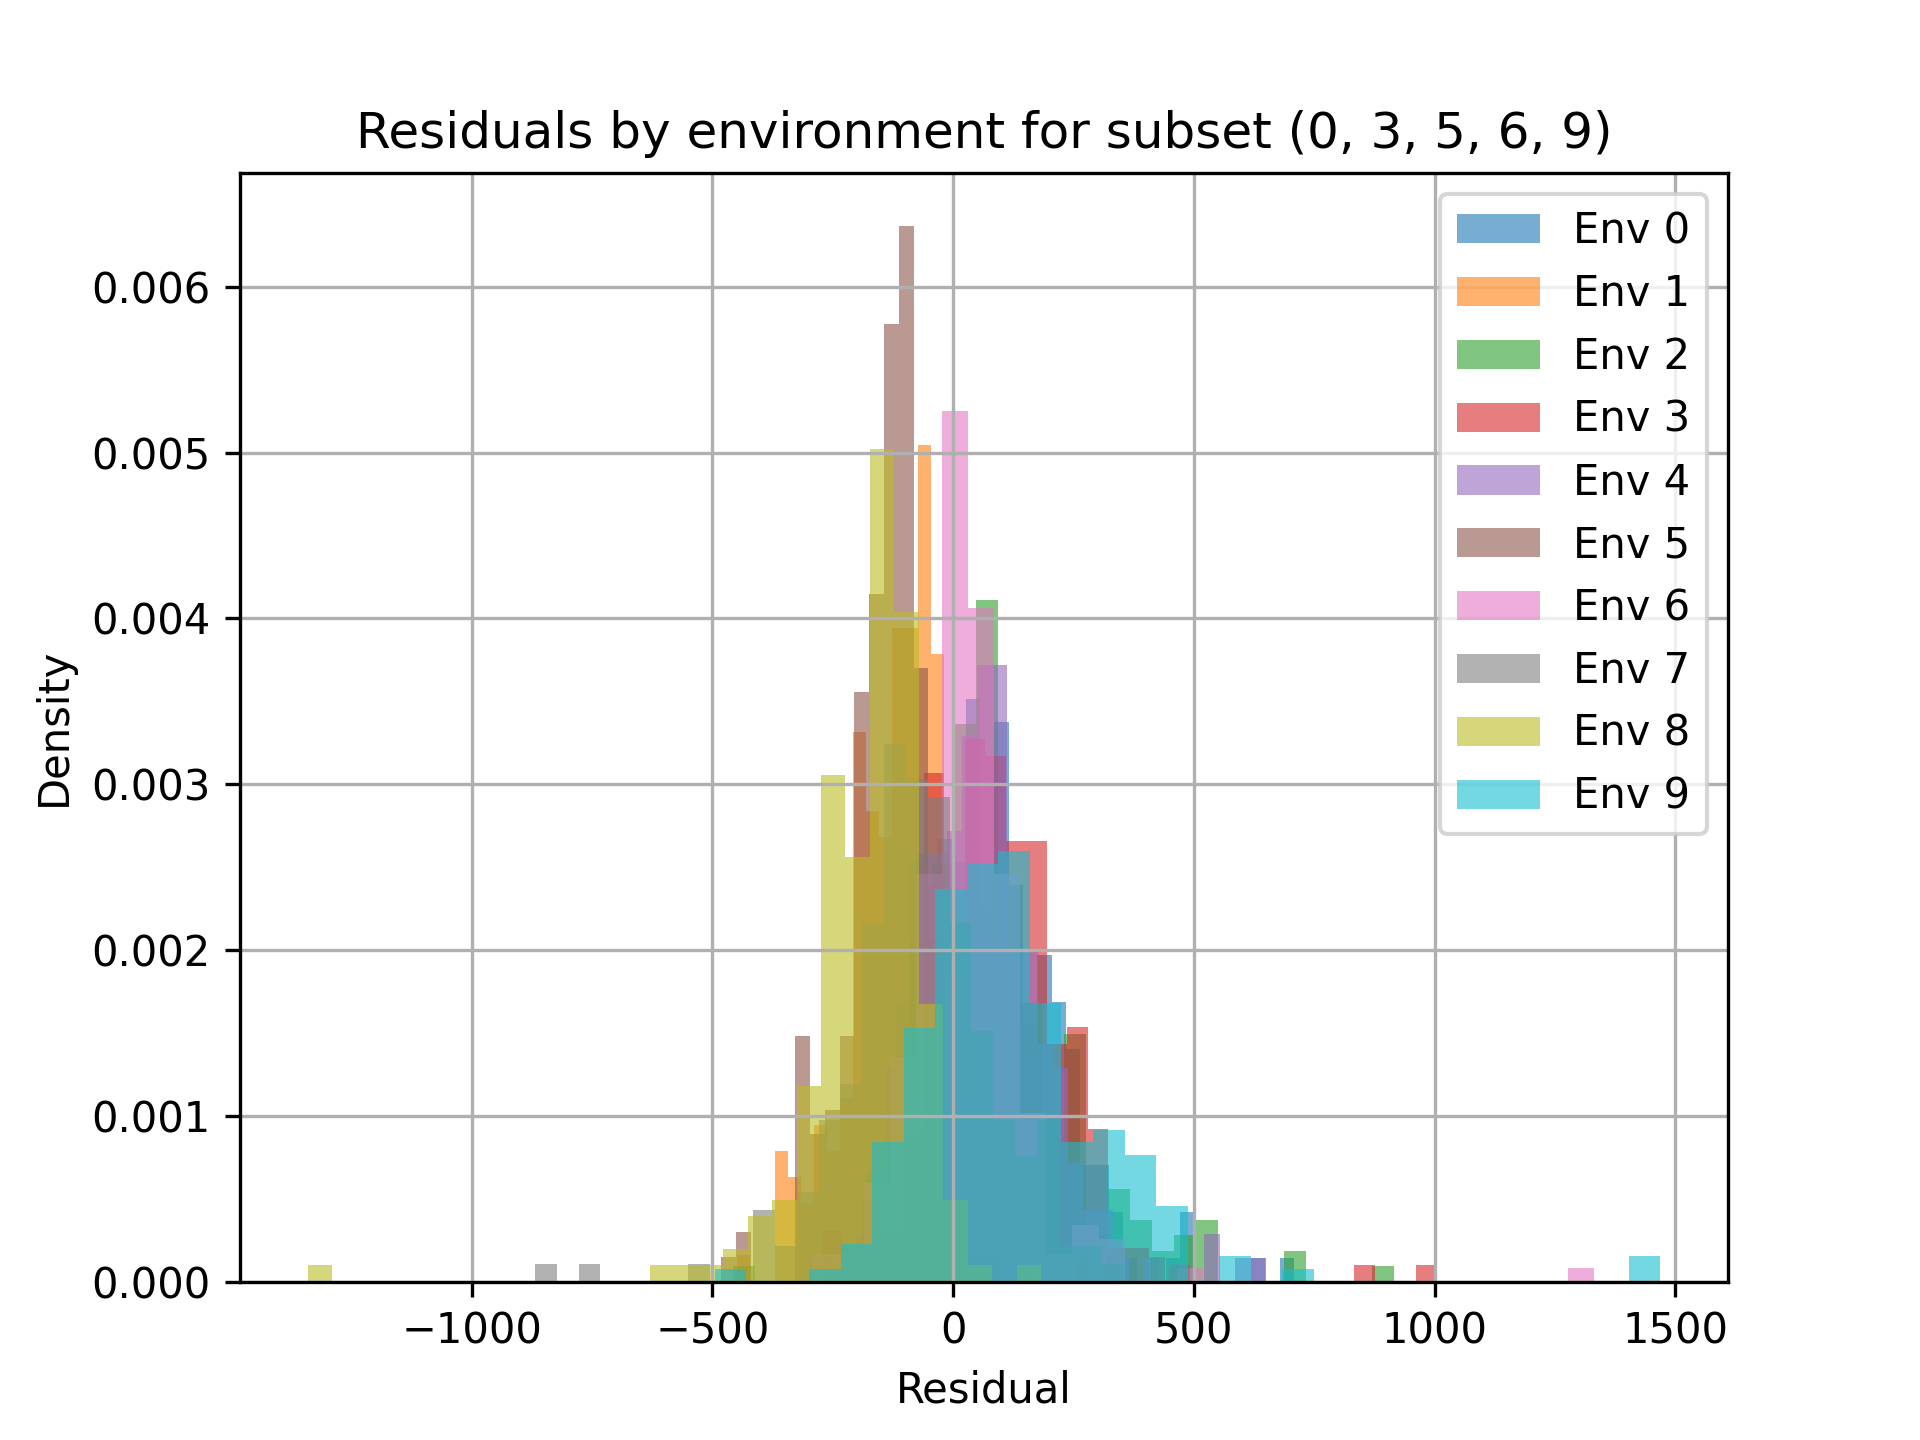 Residuals by environment for subset (0, 3, 5, 6, 9)
Env 0
Env 1
Env 2
Env 3
Env 4
Env 5
Env 6
Env 7
Env 8
Env 9
Density
0.006
0.005
0.004
0.003
0.002
0.001
0.000
−1000 −500 0 500 1000 1500
Residual